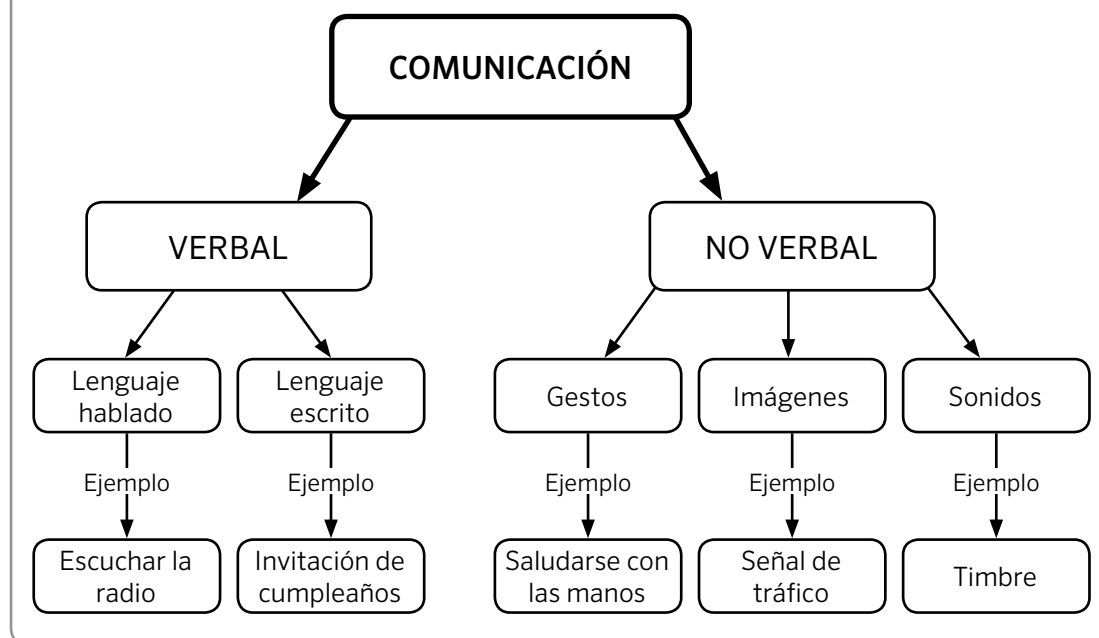 COMUNICACIÓN
VERBAL
NO VERBAL
Lenguaje
hablado
Lenguaje
escrito
Gestos
Imágenes
Sonidos
Ejemplo
Ejemplo
Ejemplo
Ejemplo
Ejemplo
Escuchar la
radio
Invitación de
cumpleaños
Saludarse con
las manos
Señal de
tráfico
Timbre